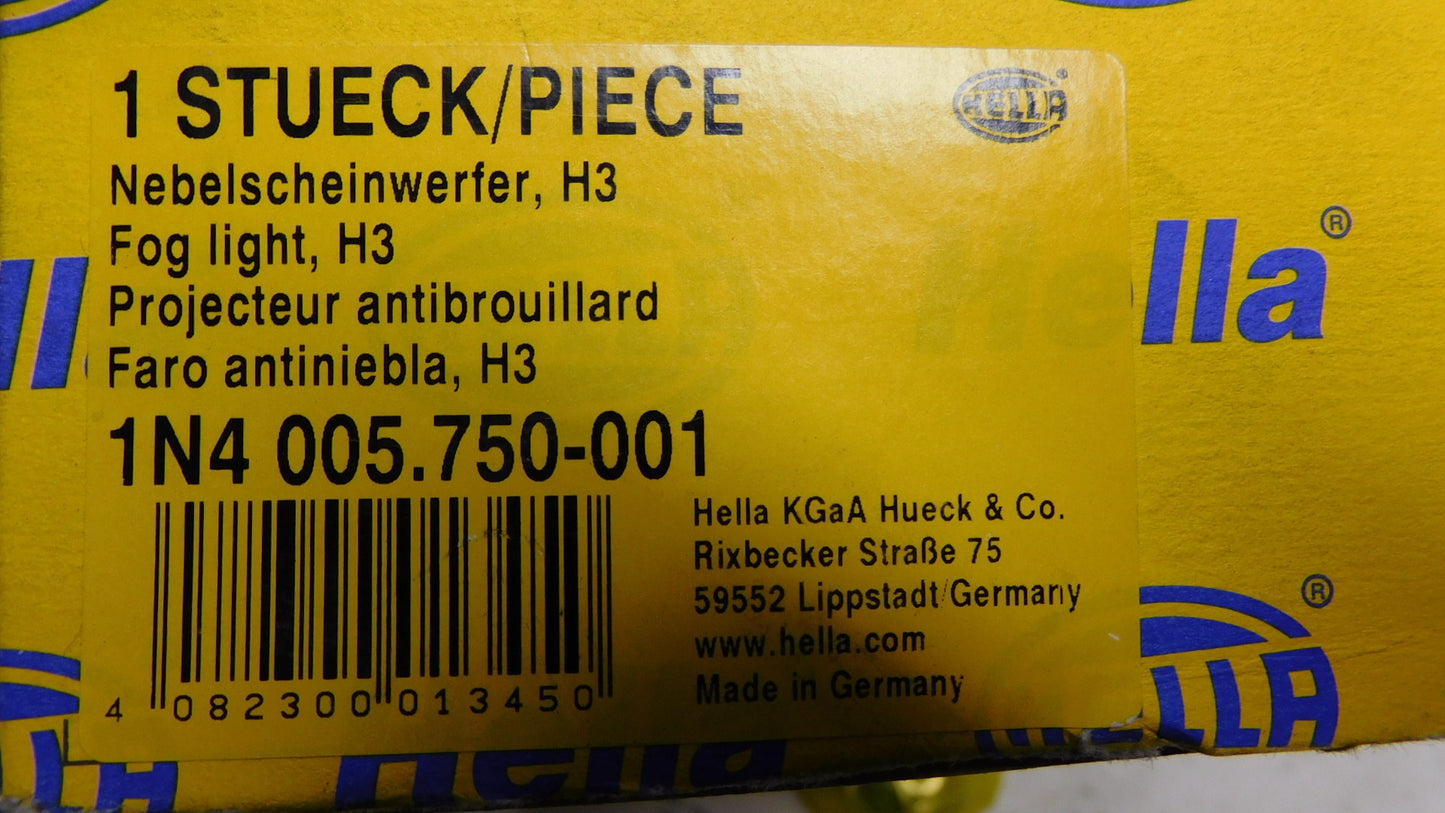 1 STUECK/PIECE
HELLA
Nebelscheinwerfer, H3
Fog light, H3
Projecteur antibrouillard
Faro antiniebla, H3
1N4 005.750-001
Hella KGaA Hueck & Co.
Rixbecker Straße 75
59552 Lippstadt/Germany
www.hella.com
Made in Germany
4 082300 013450
Hella®
HELLA®
Hella